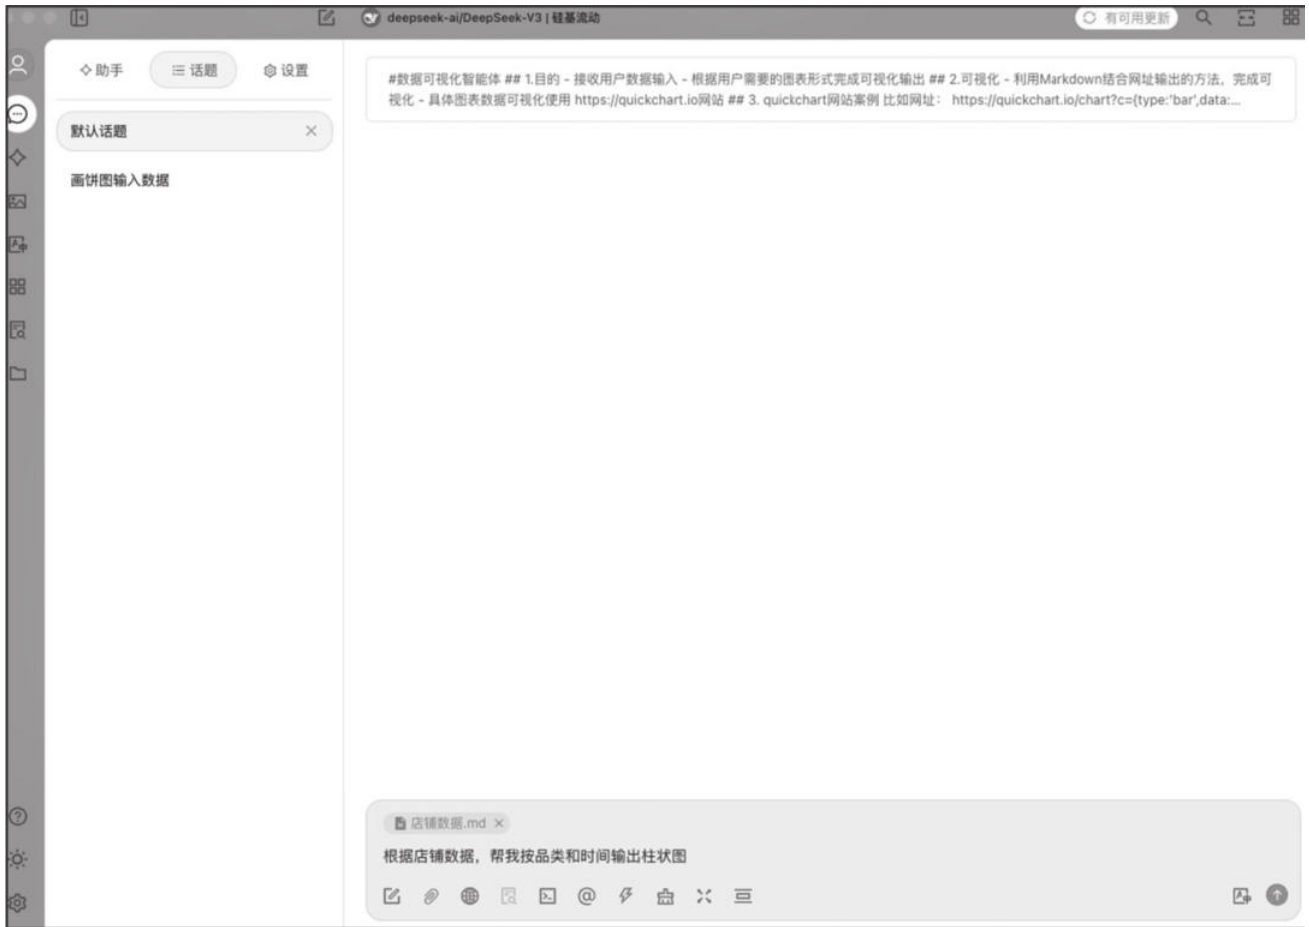 deepseek-ai/DeepSeek-V3 | 硅基流动
有可用更新
助手
话题
设置
默认话题
画饼图输入数据
#数据可视化智能体 ## 1.目的 - 接收用户数据输入 - 根据用户需要的图表形式完成可视化输出 ## 2.可视化 - 利用Markdown结合网址输出的方法，完成可
视化 - 具体图表数据可视化使用 https://quickchart.io网站 ## 3. quickchart网站案例 比如网址： https://quickchart.io/chart?c={type:'bar',data:...
店铺数据.md
根据店铺数据，帮我按品类和时间输出柱状图